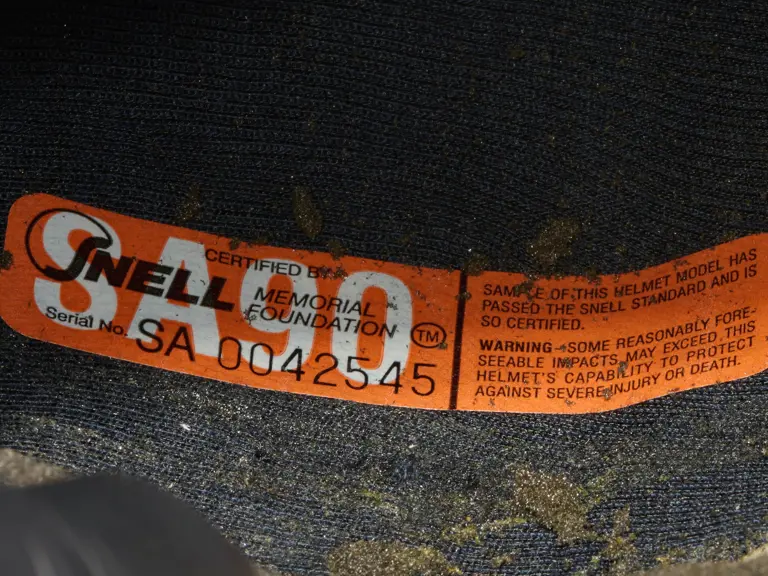 SA90
CERTIFIED BY
SNELL MEMORIAL
FOUNDATION TM
Serial No. SA 0042545
SAMPLE OF THIS HELMET MODEL HAS
PASSED THE SNELL STANDARD AND IS
SO CERTIFIED.
WARNING–SOME REASONABLY FORE-
SEEABLE IMPACTS MAY EXCEED THIS
HELMET'S CAPABILITY TO PROTECT
AGAINST SEVERE INJURY OR DEATH.